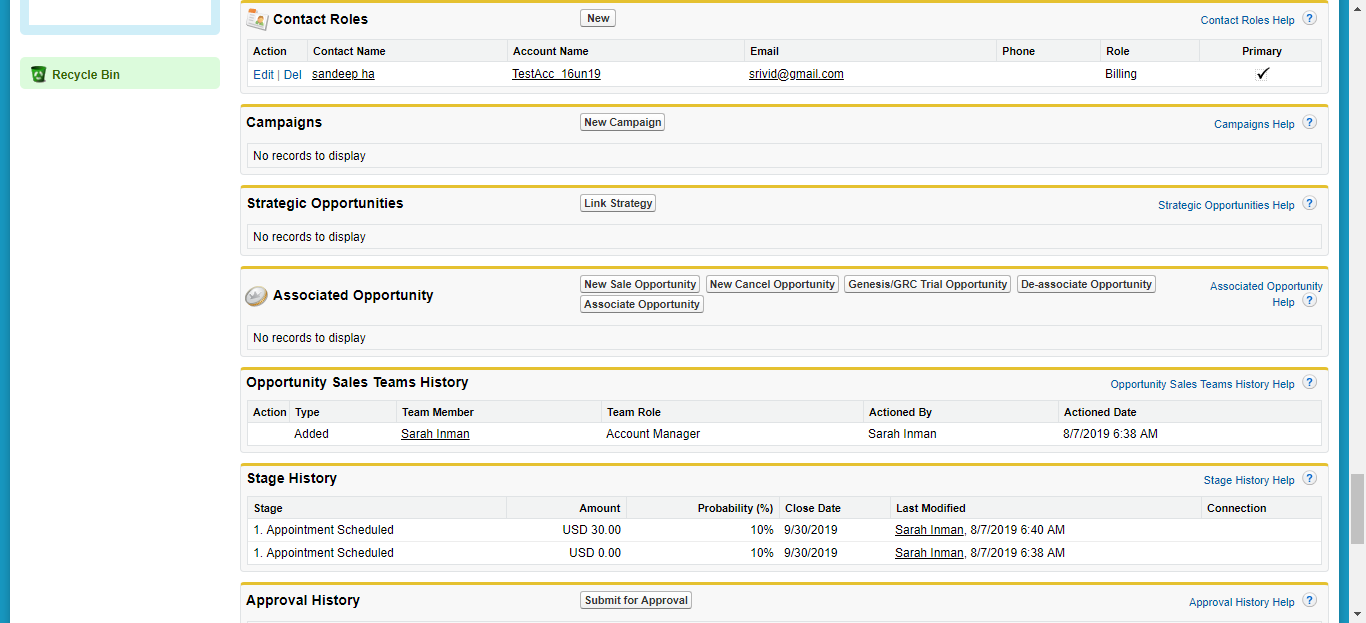 Recycle Bin
Contact Roles New Contact Roles Help ?
Action Contact Name Account Name Email Phone Role Primary
Edit | Del sandeep ha TestAcc_16un19 srivid@gmail.com Billing
Campaigns New Campaign Campaigns Help ?
No records to display
Strategic Opportunities Link Strategy Strategic Opportunities Help ?
No records to display
Associated Opportunity New Sale Opportunity New Cancel Opportunity Genesis/GRC Trial Opportunity De-associate Opportunity Associated Opportunity
Associate Opportunity Help ?
No records to display
Opportunity Sales Teams History Opportunity Sales Teams History Help ?
Action Type Team Member Team Role Actioned By Actioned Date
Added Sarah Inman Account Manager Sarah Inman 8/7/2019 6:38 AM
Stage History Stage History Help ?
Stage Amount Probability (%) Close Date Last Modified Connection
1. Appointment Scheduled USD 30.00 10% 9/30/2019 Sarah Inman, 8/7/2019 6:40 AM
1. Appointment Scheduled USD 0.00 10% 9/30/2019 Sarah Inman, 8/7/2019 6:38 AM
Approval History Submit for Approval Approval History Help ?